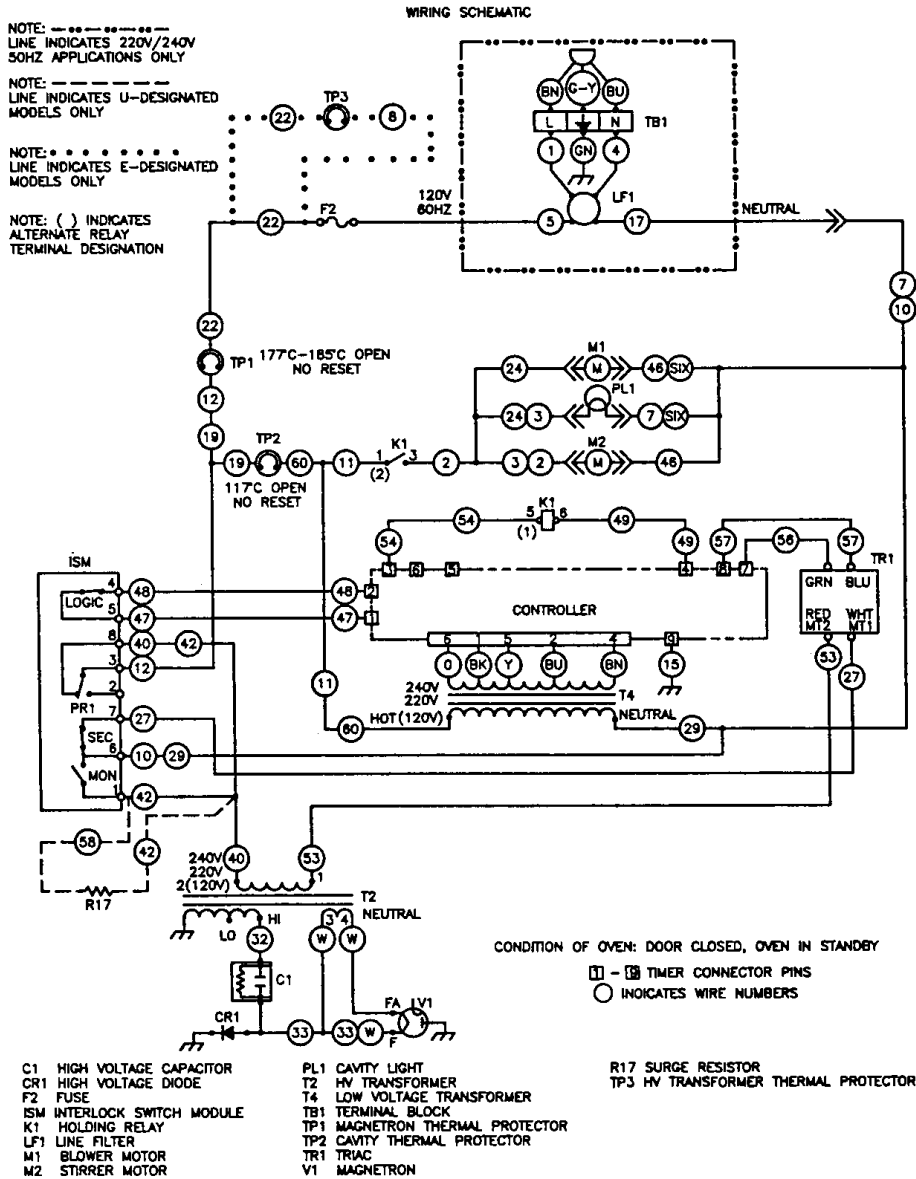 WIRING SCHEMATIC
NOTE:
LINE INDICATES 220V/240V
50HZ APPLICATIONS ONLY
NOTE:
LINE INDICATES U-DESIGNATED
MODELS ONLY
NOTE:
LINE INDICATES E-DESIGNATED
MODELS ONLY
NOTE: ( ) INDICATES
ALTERNATE RELAY
TERMINAL DESIGNATION
TP3
22
8
BN G-Y BU
L N
TB1
1 GN 4
LF1
120V
60HZ
22
F2
5
17
NEUTRAL
7
10
22
TP1
177°C-185°C OPEN
NO RESET
12
19
M1
24 M 46 SIX
PL1
24 3 7 SIX
M2
3 2 M 46
19
TP2
60
117°C OPEN
NO RESET
11
K1
1 3
(2)
2
K1
54
5 6
(1)
49
54 49
57 57
56
3 6 5 4 8 7
TR1
GRN BLU
RED WHT
MT2 MT1
53
27
ISM
LOGIC
4 48 48 2
5 47 47 1
CONTROLLER
8 40 42
3 12
2
PR1
7 27
SEC
6 10 29
MON
1 42
6 1 5 2 4 9
O BK Y BU BN 15
240V
220V
HOT (120V)
T4
NEUTRAL
11
60
29
58
42
R17
240V
220V
2(120V)
40
53
1
T2
NEUTRAL
LO
HI
3 4
32
W W
C1
CR1
33 33 W
FA
F
V1
CONDITION OF OVEN: DOOR CLOSED, OVEN IN STANDBY
1 - 9 TIMER CONNECTOR PINS
INDICATES WIRE NUMBERS
C1 HIGH VOLTAGE CAPACITOR
CR1 HIGH VOLTAGE DIODE
F2 FUSE
ISM INTERLOCK SWITCH MODULE
K1 HOLDING RELAY
LF1 LINE FILTER
M1 BLOWER MOTOR
M2 STIRRER MOTOR
PL1 CAVITY LIGHT
T2 HV TRANSFORMER
T4 LOW VOLTAGE TRANSFORMER
TB1 TERMINAL BLOCK
TP1 MAGNETRON THERMAL PROTECTOR
TP2 CAVITY THERMAL PROTECTOR
TR1 TRIAC
V1 MAGNETRON
R17 SURGE RESISTOR
TP3 HV TRANSFORMER THERMAL PROTECTOR